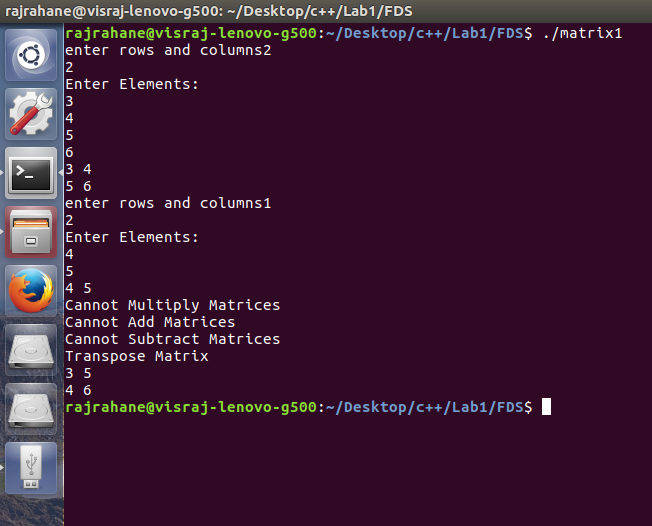 rajrahane@visraj-lenovo-g500: ~/Desktop/c++/Lab1/FDS
rajrahane@visraj-lenovo-g500:~/Desktop/c++/Lab1/FDS$ ./matrix1
enter rows and columns2
2
Enter Elements:
3
4
5
6
3 4
5 6
enter rows and columns1
2
Enter Elements:
4
5
4 5
Cannot Multiply Matrices
Cannot Add Matrices
Cannot Subtract Matrices
Transpose Matrix
3 5
4 6
rajrahane@visraj-lenovo-g500:~/Desktop/c++/Lab1/FDS$